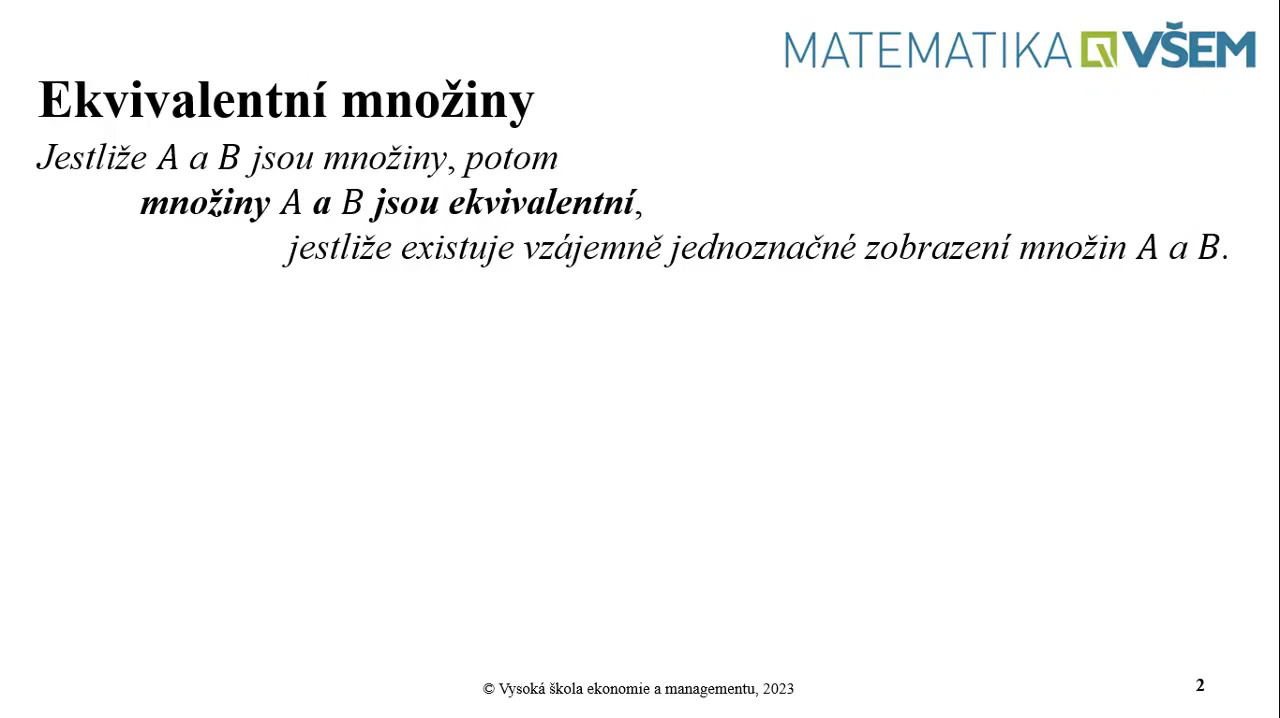 MATEMATIKA VŠEM
Ekvivalentní množiny
Jestliže A a B jsou množiny, potom
množiny A a B jsou ekvivalentní,
jestliže existuje vzájemně jednoznačné zobrazení množin A a B.
© Vysoká škola ekonomie a managementu, 2023
2